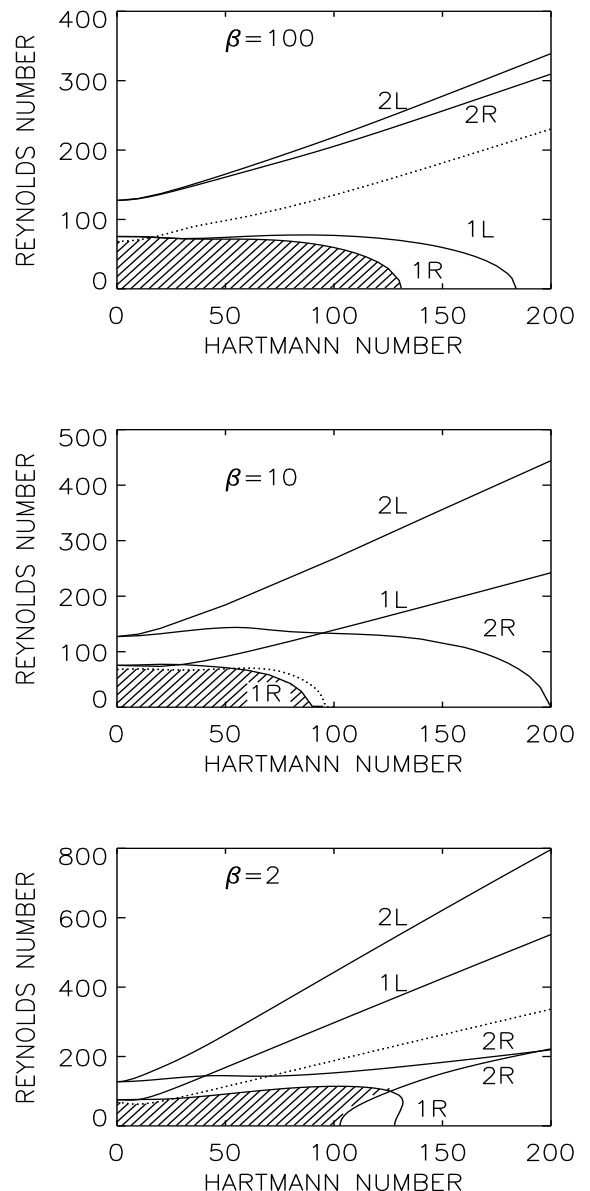 400
β=100
300
2L
2R
200
100
1L
1R
0
0 50 100 150 200
REYNOLDS NUMBER
HARTMANN NUMBER
500
β=10
400
2L
300
200
1L
2R
100
1R
0
0 50 100 150 200
REYNOLDS NUMBER
HARTMANN NUMBER
800
β=2
600
2L
1L
400
200
2R
2R
1R
0
0 50 100 150 200
REYNOLDS NUMBER
HARTMANN NUMBER